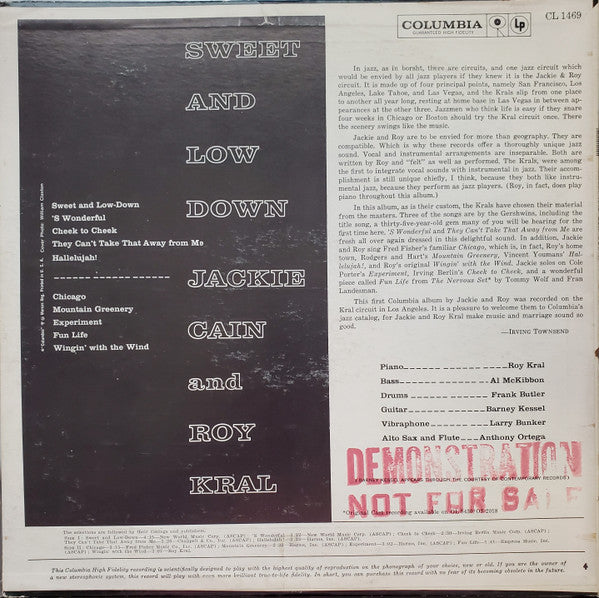 COLUMBIA
Lp
GUARANTEED HIGH FIDELITY
CL 1469
SWEET
AND
LOW
DOWN
JACKIE
CAIN
and
ROY
KRAL
Sweet and Low-Down
'S Wonderful
Cheek to Cheek
They Can't Take That Away from Me
Hallelujah!
Chicago
Mountain Greenery
Experiment
Fun Life
Wingin' with the Wind
In jazz, as in borsht, there are circuits, and one jazz circuit which
would be envied by all jazz players if they knew it is the Jackie & Roy
circuit. It is made up of four principal points, namely San Francisco, Los
Angeles, Lake Tahoe, and Las Vegas, and the Krals slip from one place
to another all year long, resting at home base in Las Vegas in between ap-
pearances at the other three. Jazzmen who think life is easy if they snare
four weeks in Chicago or Boston should try the Kral circuit once. There
the scenery swings like the music.
Jackie and Roy are to be envied for more than geography. They are
compatible. Which is why these records offer a thoroughly unique jazz
sound. Vocal and instrumental arrangements are inseparable. Both are
written by Roy and "felt" as well as performed. The Krals, were among
the first to integrate vocal sounds with instrumental in jazz. Their accom-
plishment is still unique chiefly, I think, because they both like instru-
mental jazz, because they perform as jazz players. (Roy, in fact, does play
piano throughout this album.)
In this album, as is their custom, the Krals have chosen their material
from the masters. Three of the songs are by the Gershwins, including the
title song, a thirty-five-year-old gem many of you will be hearing for the
first time here. 'S Wonderful and They Can't Take That Away from Me are
fresh all over again dressed in this delightful sound. In addition, Jackie
and Roy sing Fred Fisher's familiar Chicago, which is, in fact, Roy's home
town, Rodgers and Hart's Mountain Greenery, Vincent Youmans' Hal-
lelujah!, and Roy's original Wingin' with the Wind. Jackie solos on Cole
Porter's Experiment, Irving Berlin's Cheek to Cheek, and a wonderful
piece called Fun Life from The Nervous Set* by Tommy Wolf and Fran
Landesman.
This first Columbia album by Jackie and Roy was recorded on the
Kral circuit in Los Angeles. It is a pleasure to welcome them to Columbia's
jazz catalog, for Jackie and Roy Kral make music and marriage sound so
good.
—IRVING TOWNSEND
Piano Roy Kral
Bass Al McKibbon
Drums Frank Butler
Guitar Barney Kessel
Vibraphone Larry Bunker
Alto Sax and Flute Anthony Ortega
DEMONSTRATION
(BARNEY KESSEL APPEARS THROUGH THE COURTESY OF CONTEMPORARY RECORDS)
NOT FOR SALE
The selections are followed by their timings and publishers.
This Columbia High Fidelity recording is scientifically designed to play with the highest quality of reproduction on the phonograph of your choice, new or old. If you are the owner of
a new stereophonic system, this record will play with even more brilliant true-to-life fidelity. In short, you can purchase this record with no fear of its becoming obsolete in the future.
4